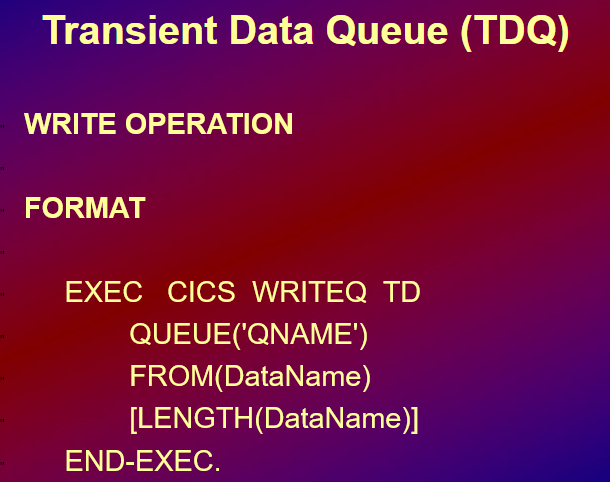 Transient Data Queue (TDQ)
WRITE OPERATION
FORMAT
EXEC CICS WRITEQ TD
QUEUE('QNAME')
FROM(DataName)
[LENGTH(DataName)]
END-EXEC.